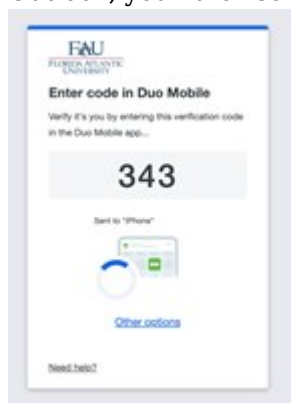 FAU
FLORIDA ATLANTIC
UNIVERSITY
Enter code in Duo Mobile
Verify it's you by entering this verification code
in the Duo Mobile app...
343
Sent to "iPhone"
Other options
Need help?